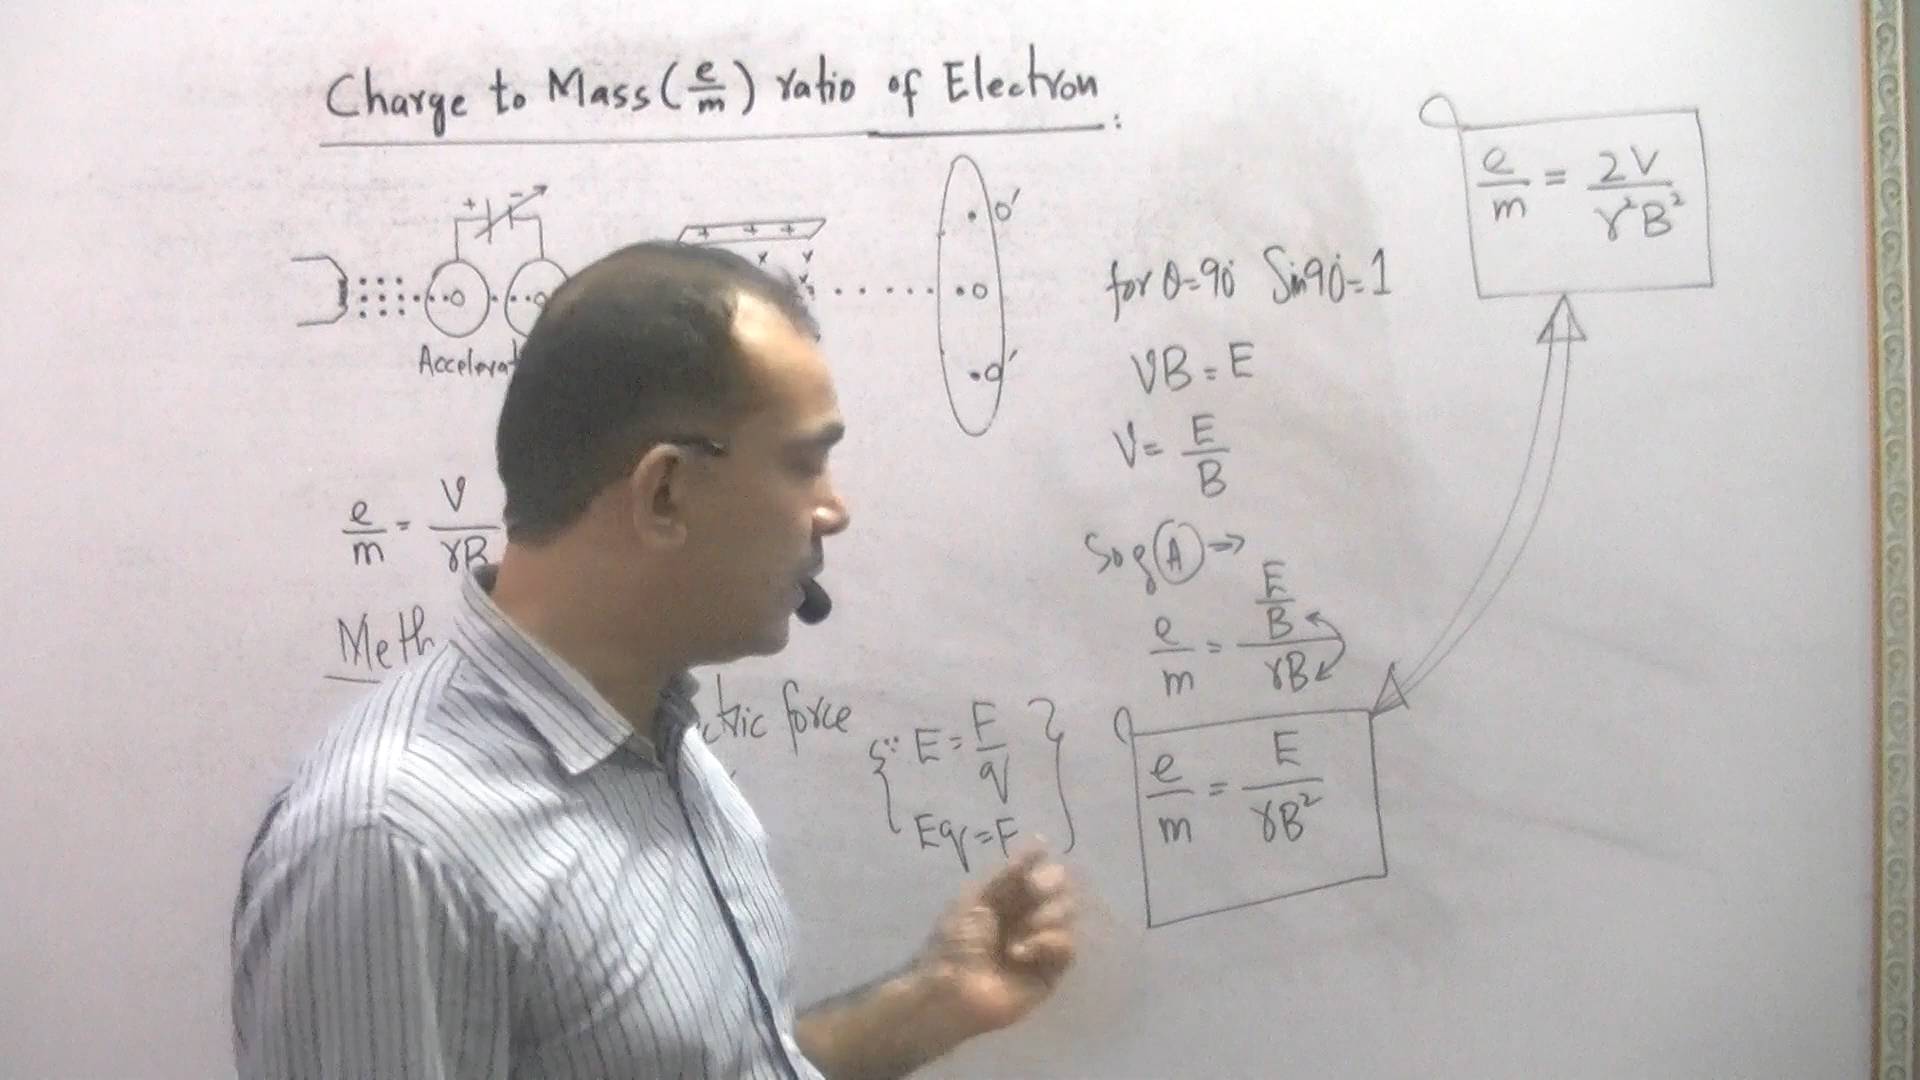 Charge to Mass (e/m) ratio of Electron :
+ -
+ + +
x v
x x
o o
o'
o
o'
Accelerat
e/m = V/rB
Meth
ctric force
{∵ E = F/q
Eq = F}
for θ = 90° Sin90° = 1
VB = E
V = E/B
So eq (A) ⇒
e/m = (E/B)/(rB)
e/m = E/(rB²)
e/m = 2V/(r²B²)